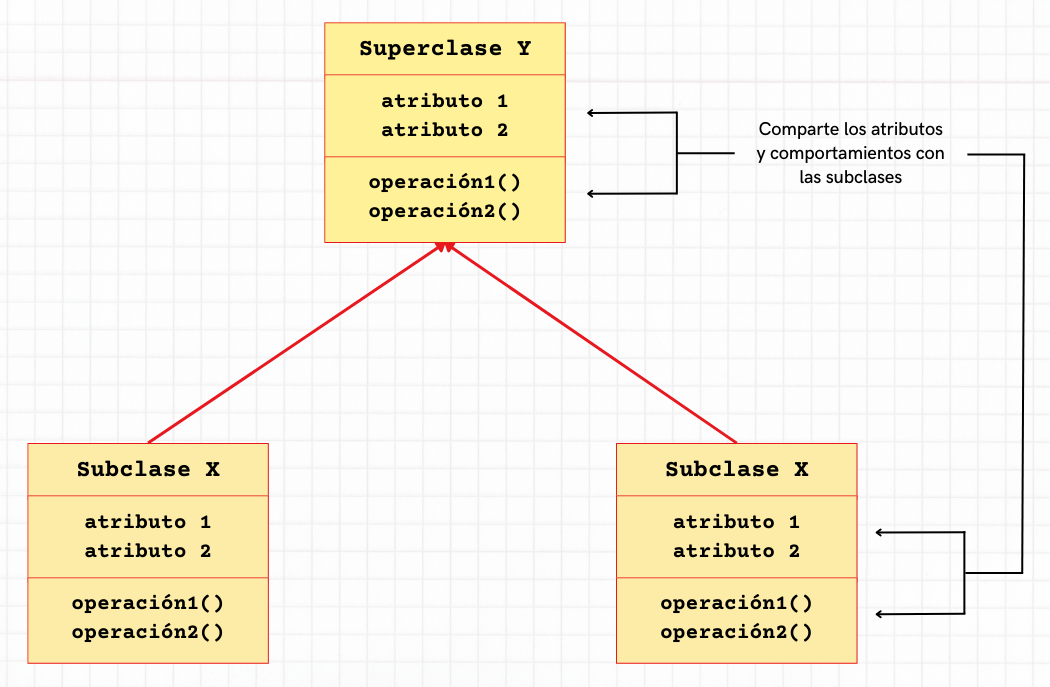 Superclase Y
atributo 1
atributo 2
operación1()
operación2()
Comparte los atributos
y comportamientos con
las subclases
Subclase X
atributo 1
atributo 2
operación1()
operación2()
Subclase X
atributo 1
atributo 2
operación1()
operación2()